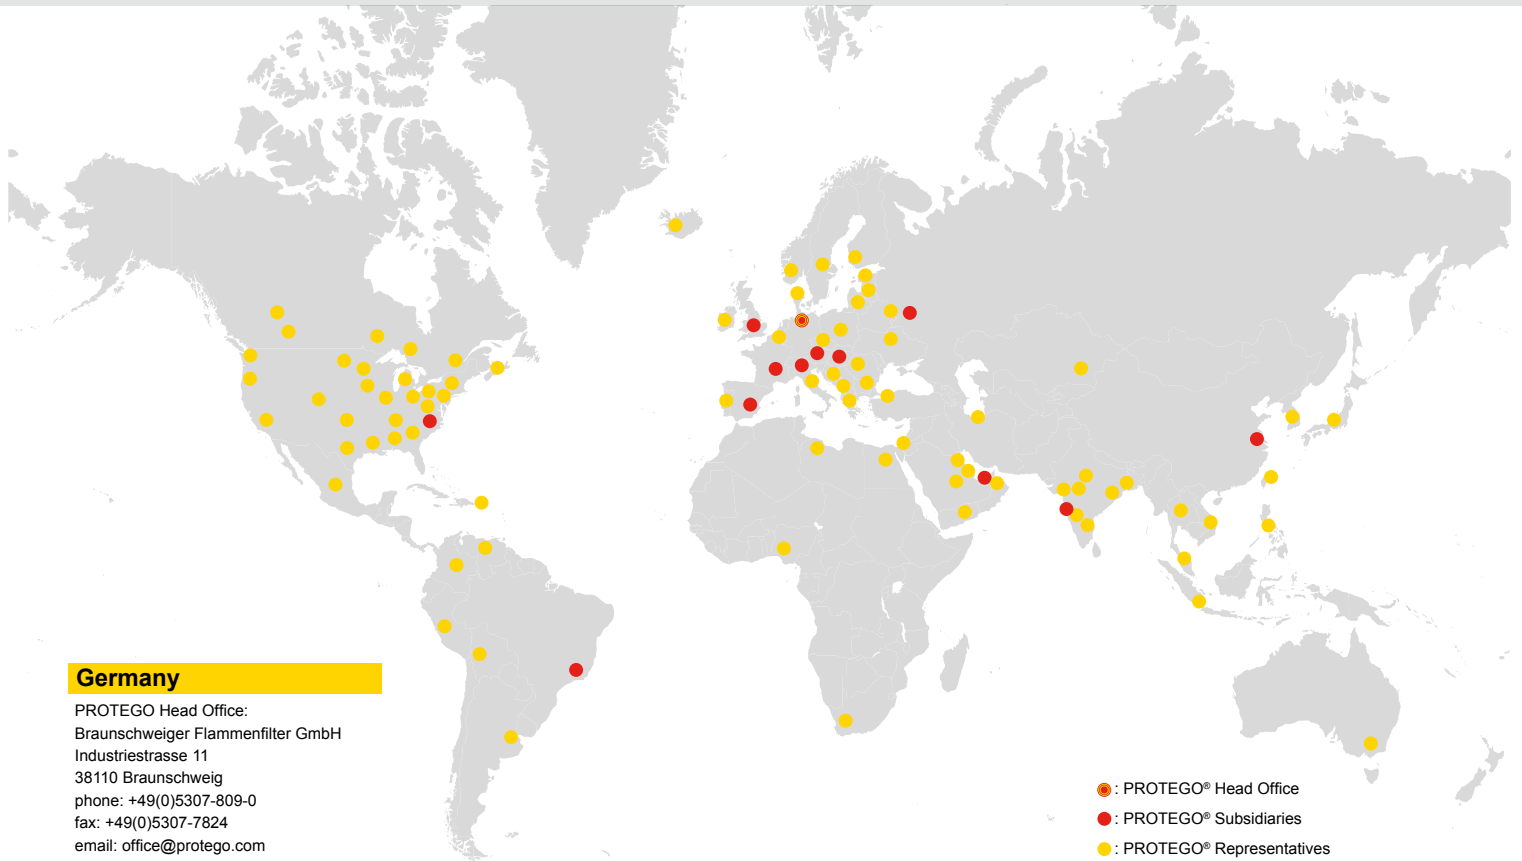 Germany
PROTEGO Head Office:
Braunschweiger Flammenfilter GmbH
Industriestrasse 11
38110 Braunschweig
phone: +49(0)5307-809-0
fax: +49(0)5307-7824
email: office@protego.com
: PROTEGO® Head Office
: PROTEGO® Subsidiaries
: PROTEGO® Representatives